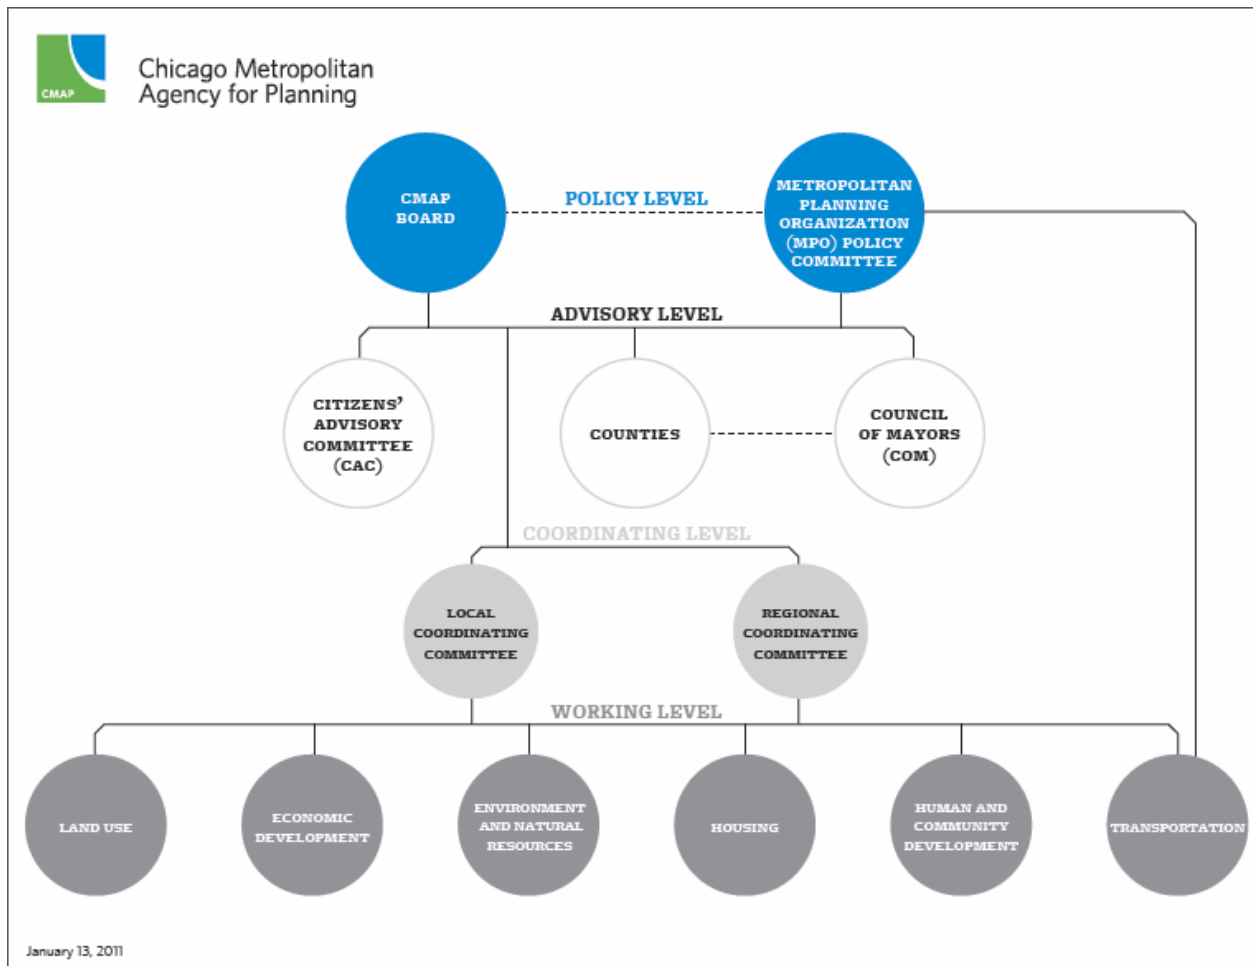 CMAP
Chicago Metropolitan
Agency for Planning
CMAP
BOARD
POLICY LEVEL
METROPOLITAN
PLANNING
ORGANIZATION
(MPO) POLICY
COMMITTEE
ADVISORY LEVEL
CITIZENS’
ADVISORY
COMMITTEE
(CAC)
COUNTIES
COUNCIL
OF MAYORS
(COM)
COORDINATING LEVEL
LOCAL
COORDINATING
COMMITTEE
REGIONAL
COORDINATING
COMMITTEE
WORKING LEVEL
LAND USE
ECONOMIC
DEVELOPMENT
ENVIRONMENT
AND NATURAL
RESOURCES
HOUSING
HUMAN AND
COMMUNITY
DEVELOPMENT
TRANSPORTATION
January 13, 2011